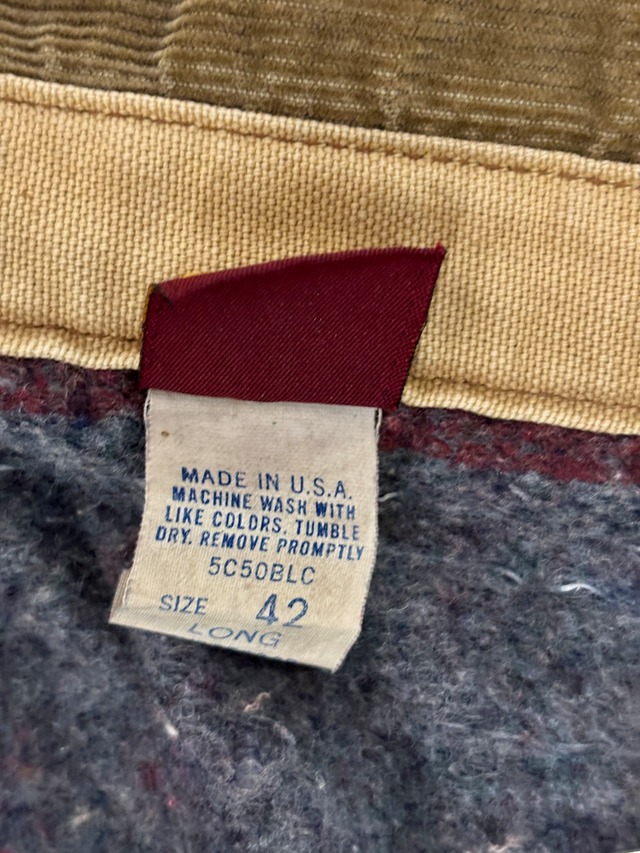 MADE IN U.S.A.
MACHINE WASH WITH
LIKE COLORS, TUMBLE
DRY. REMOVE PROMPTLY
5C50BLC
SIZE 42
LONG